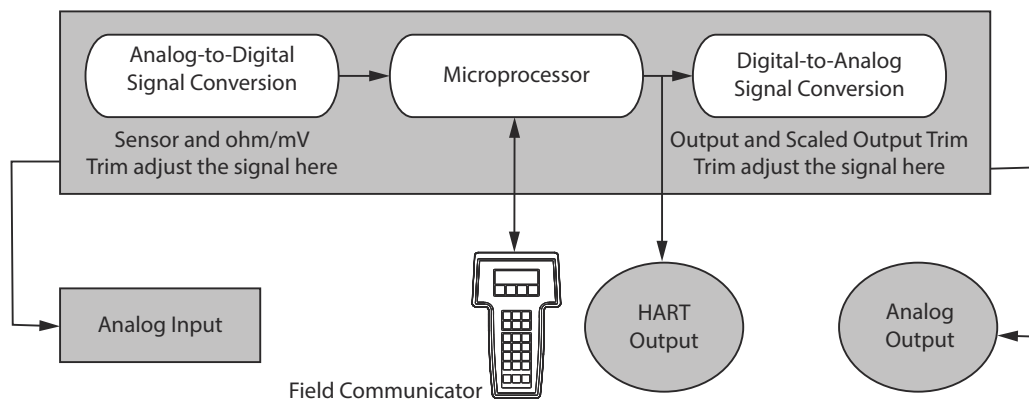 Analog-to-Digital
Signal Conversion
Microprocessor
Digital-to-Analog
Signal Conversion
Sensor and ohm/mV
Trim adjust the signal here
Output and Scaled Output Trim
Trim adjust the signal here
Analog Input
Field Communicator
HART
Output
Analog
Output